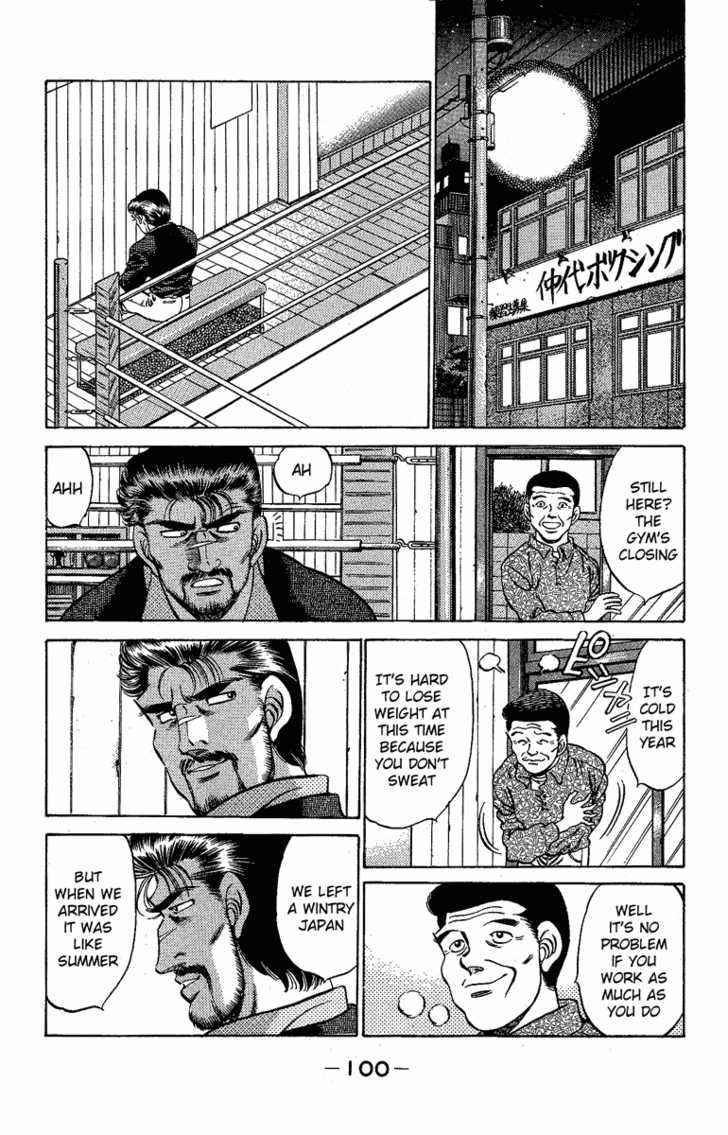 仲代ボクシング
STILL
HERE?
THE
GYM'S
CLOSING
AH
AHH
IT'S
COLD
THIS
YEAR
IT'S HARD
TO LOSE
WEIGHT AT
THIS TIME
BECAUSE
YOU DON'T
SWEAT
WELL
IT'S NO
PROBLEM
IF YOU
WORK AS
MUCH AS
YOU DO
WE LEFT
A WINTRY
JAPAN
BUT
WHEN WE
ARRIVED
IT WAS
LIKE
SUMMER
-100-